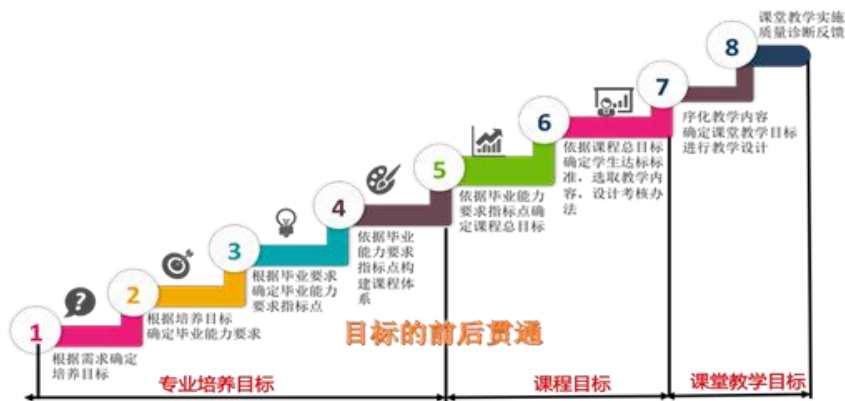 1
根据需求确定
培养目标
2
根据培养目标
确定毕业能力要求
3
根据毕业要求
确定毕业能力
要求指标点
4
依据毕业
能力要求
指标点构
建课程体
系
5
依据毕业能力
要求指标点确
定课程总目标
6
依据课程总目标
确定学生达标标
准，选取教学内
容，设计考核办
法
7
序化教学内容
确定课堂教学目标
进行教学设计
8
课堂教学实施
质量诊断反馈
目标的前后贯通
专业培养目标
课程目标
课堂教学目标